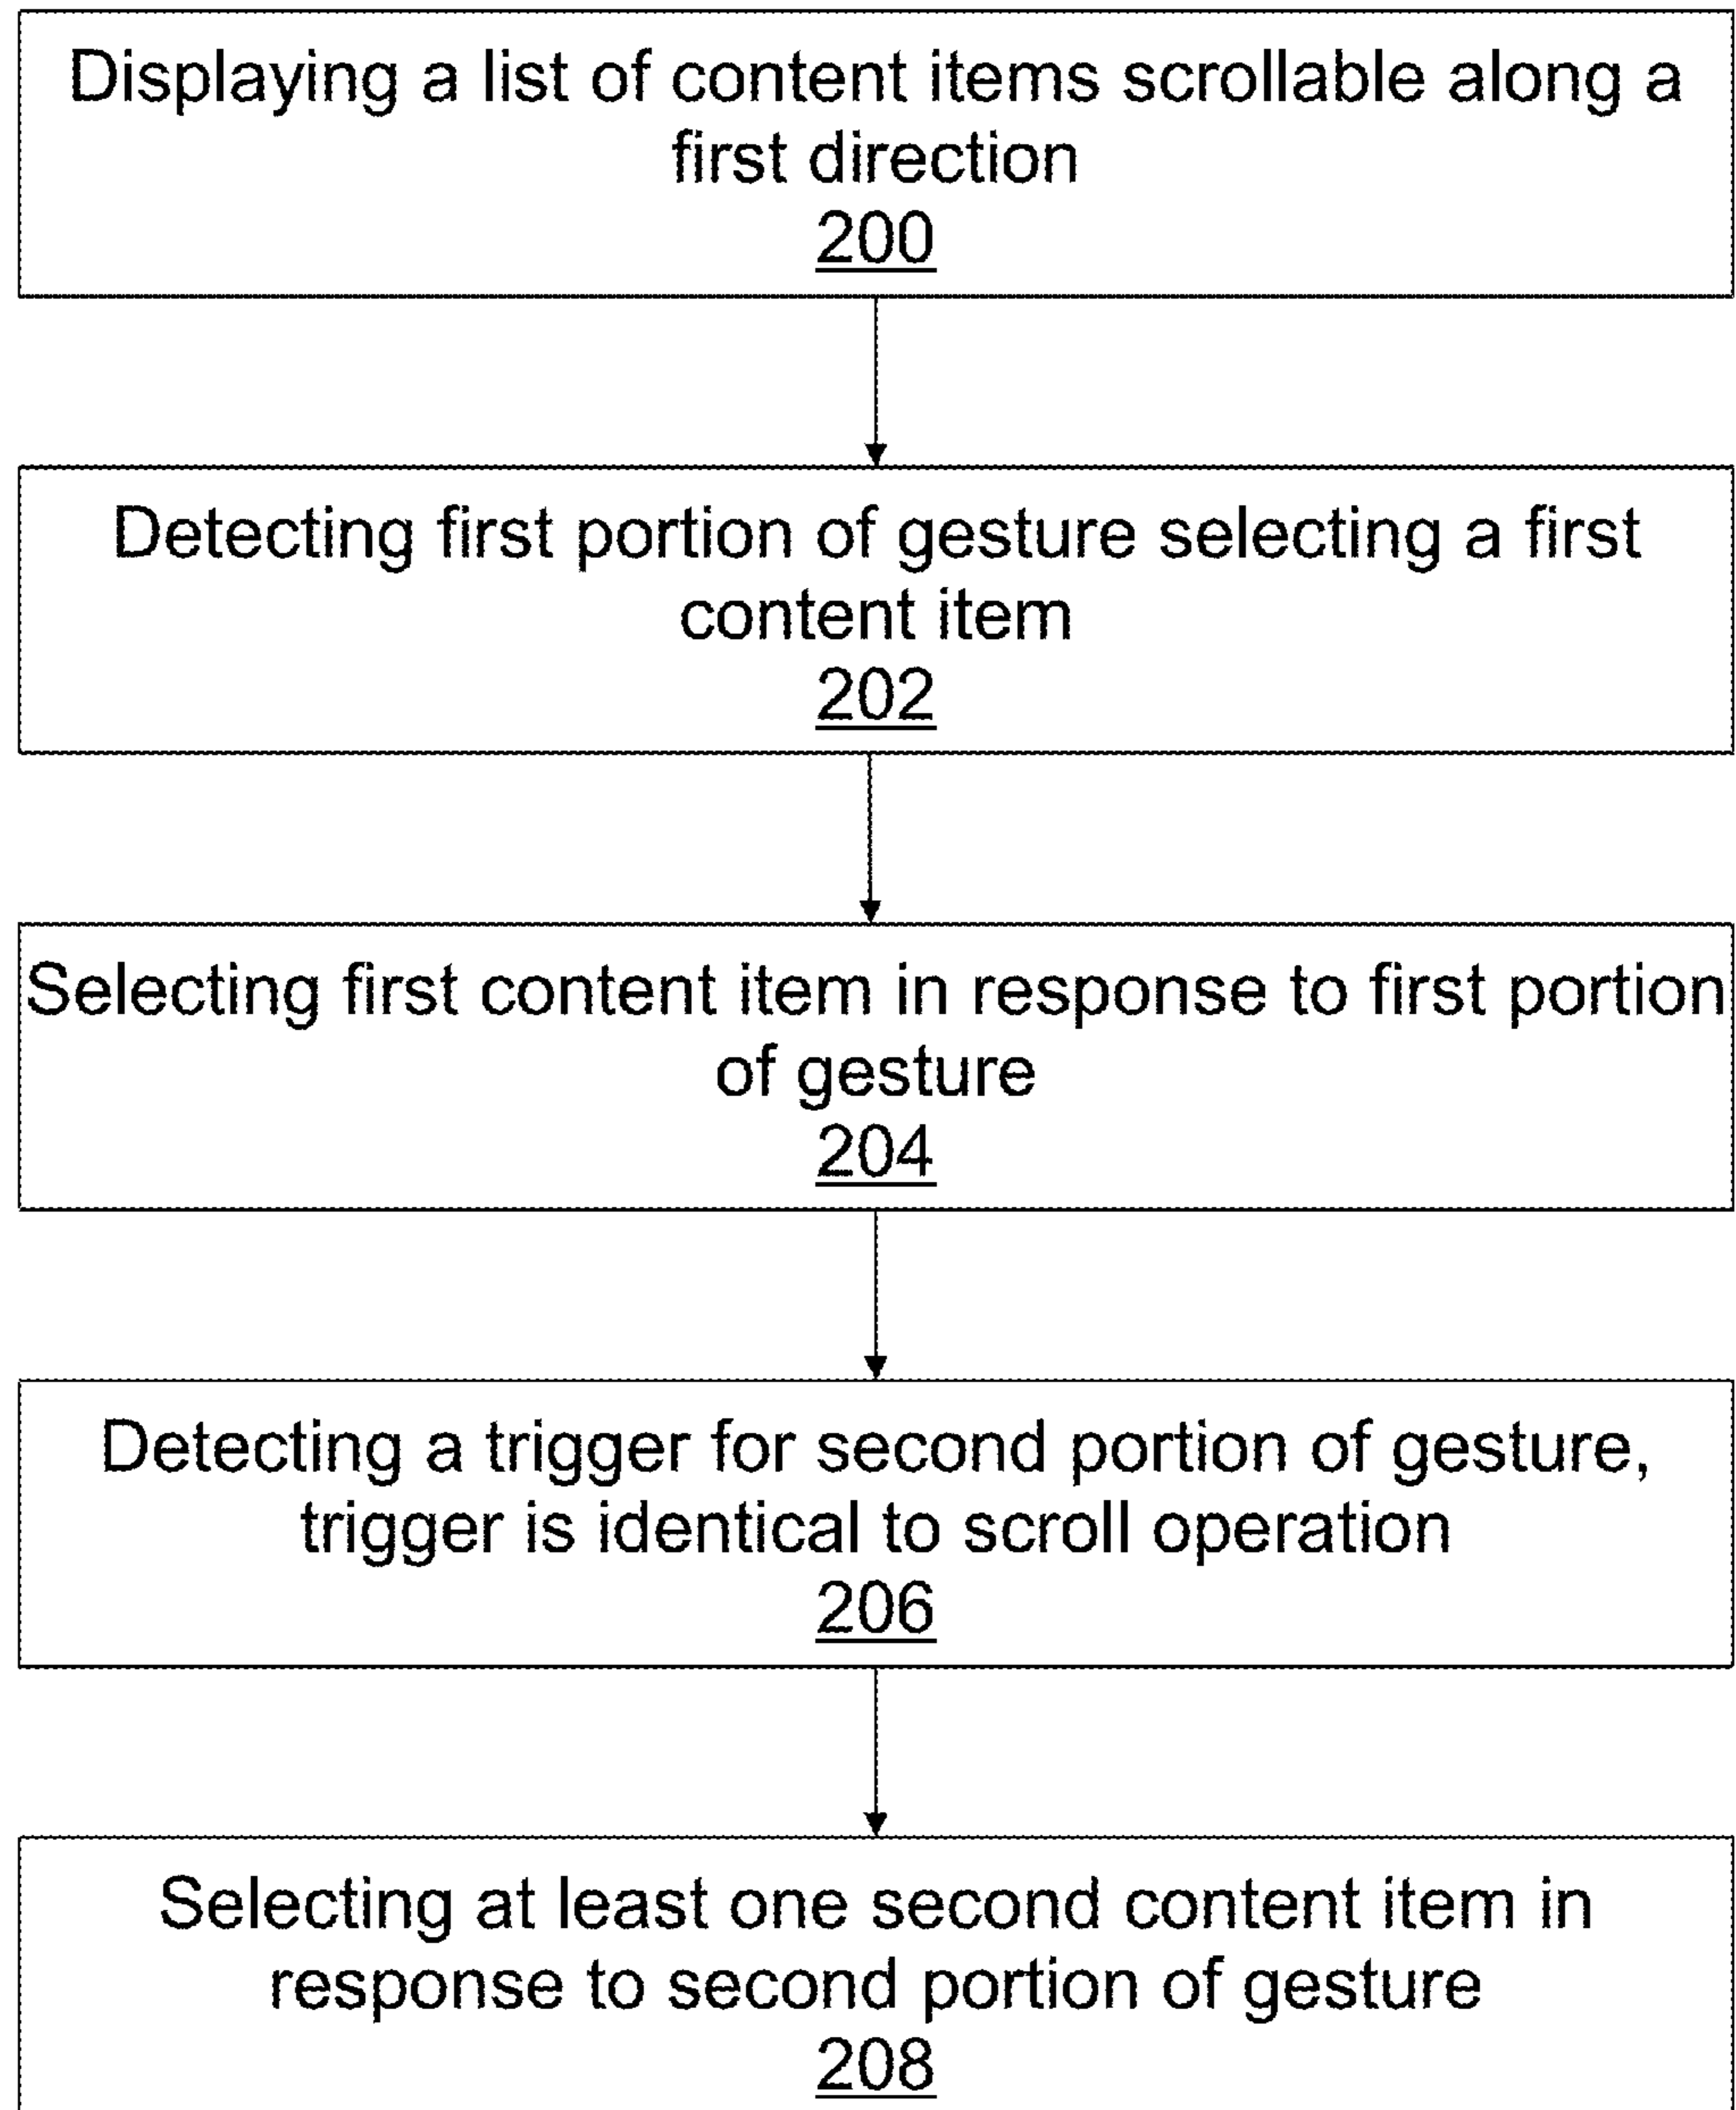 Displaying a list of content items scrollable along a
first direction
200
Detecting first portion of gesture selecting a first
content item
202
Selecting first content item in response to first portion
of gesture
204
Detecting a trigger for second portion of gesture,
trigger is identical to scroll operation
206
Selecting at least one second content item in
response to second portion of gesture
208